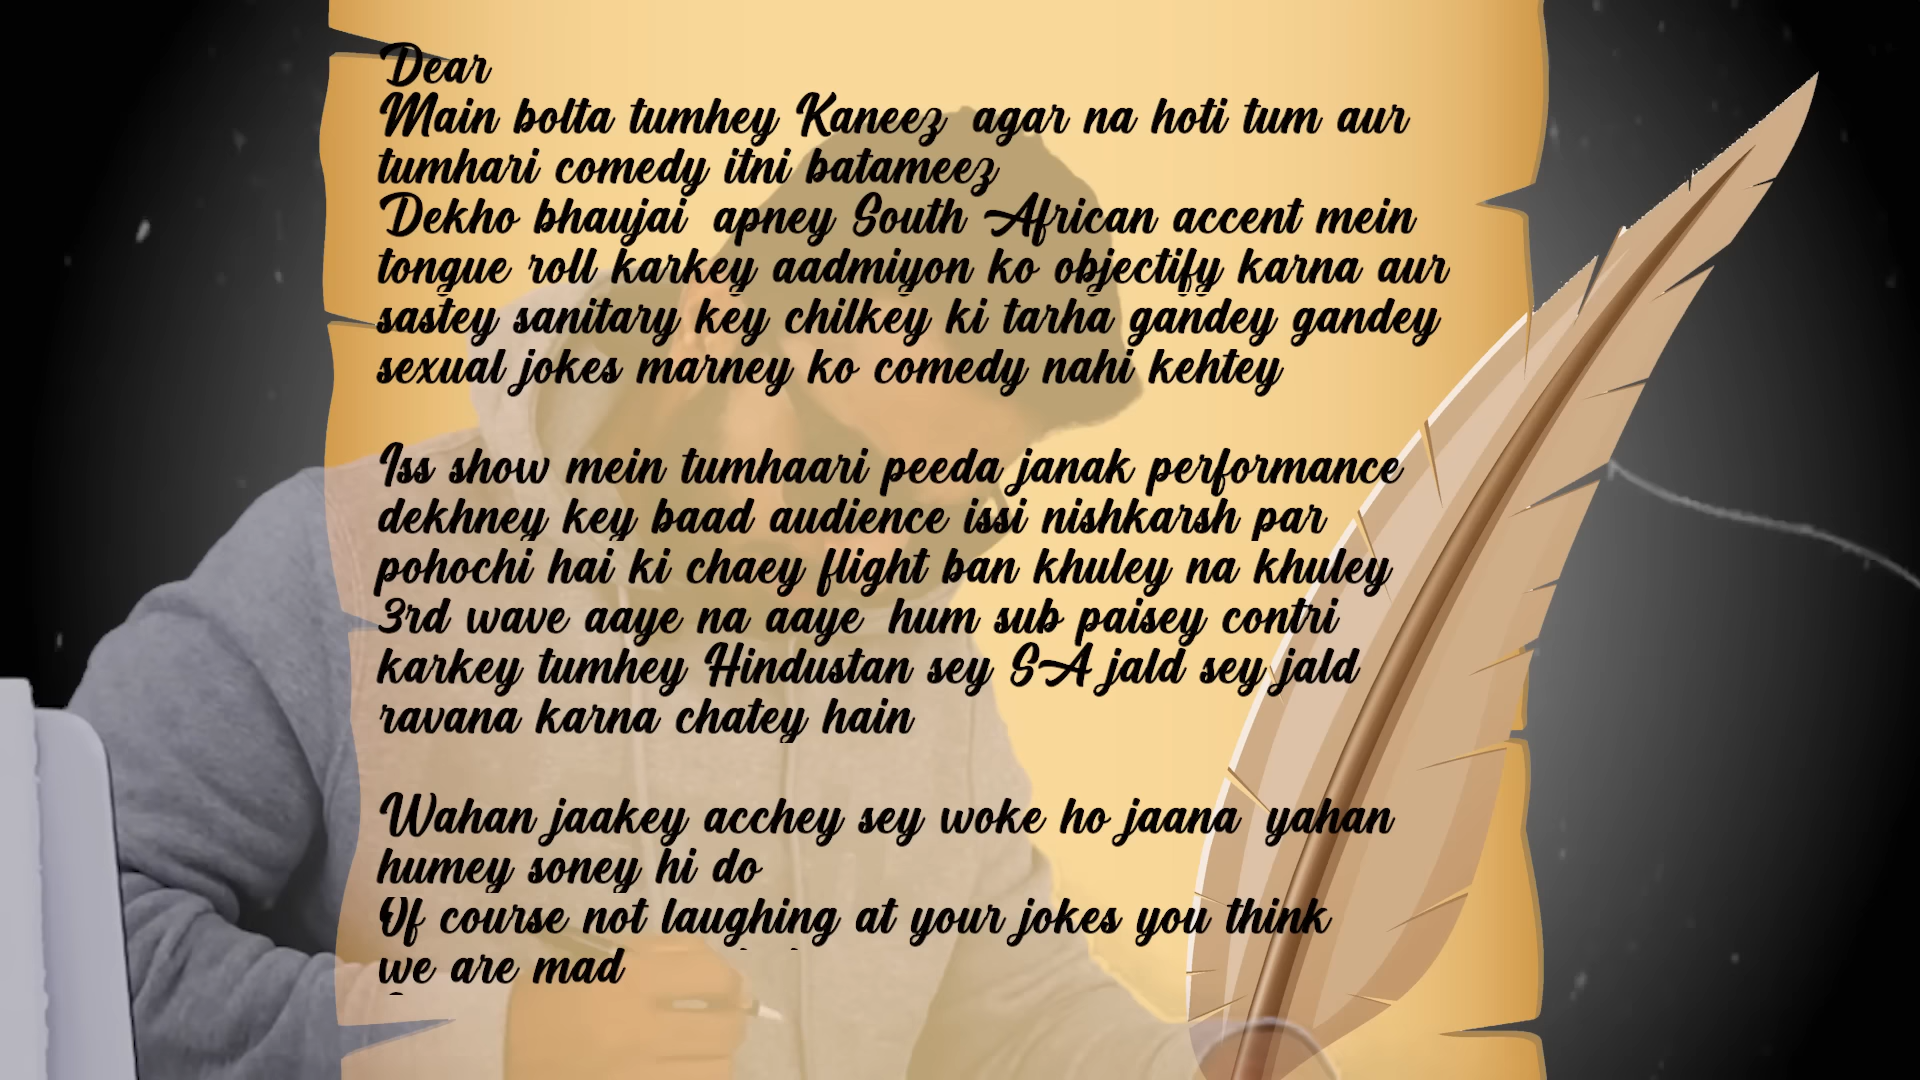 Dear
Main bolta tumhey Kaneez agar na hoti tum aur
tumhari comedy itni batameez
Dekho bhaujai apney South African accent mein
tongue roll karkey aadmiyon ko objectify karna aur
sastey sanitary key chilkey ki tarha gandey gandey
sexual jokes marney ko comedy nahi kehtey
Iss show mein tumhaari peeda janak performance
dekhney key baad audience issi nishkarsh par
pohochi hai ki chaey flight ban khuley na khuley
3rd wave aaye na aaye hum sub paisey contri
karkey tumhey Hindustan sey SA jald sey jald
ravana karna chatey hain
Wahan jaakey acchey sey woke ho jaana yahan
humey soney hi do
Of course not laughing at your jokes you think
we are mad